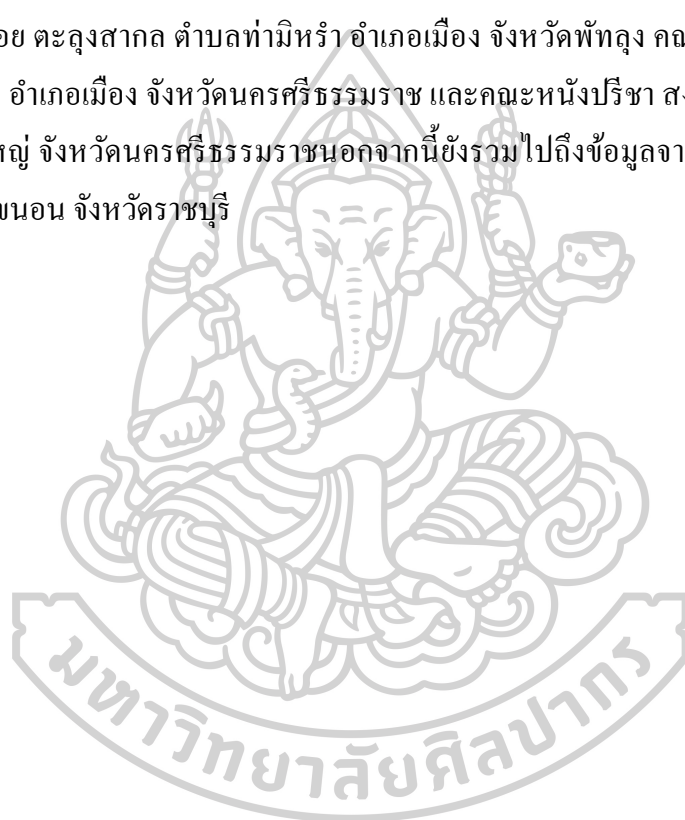 อย ตะลุงสากล ตำบลท่ามิหรำ อำเภอเมือง จังหวัดพัทลุง คณ
อำเภอเมือง จังหวัดนครศรีธรรมราช และคณะหนังปรีชา ส
หญ่ จังหวัดนครศรีธรรมราชนอกจากนี้ยังรวมไปถึงข้อมูลจา
ขนอน จังหวัดราชบุรี
มหาวิทยาลัยศิลปากร